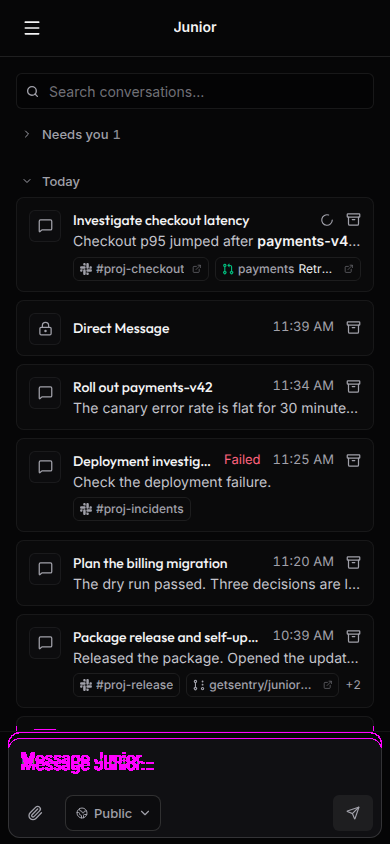 Junior
Search conversations...
Needs you 1
Today
Investigate checkout latency
Checkout p95 jumped after payments-v4...
#proj-checkout payments Retr...
Direct Message 11:39 AM
Roll out payments-v42 11:34 AM
The canary error rate is flat for 30 minute...
Deployment investig... Failed 11:25 AM
Check the deployment failure.
#proj-incidents
Plan the billing migration 11:20 AM
The dry run passed. Three decisions are l...
Package release and self-up... 10:39 AM
Released the package. Opened the updat...
#proj-release getsentry/junior... +2
Message Junior...
Public